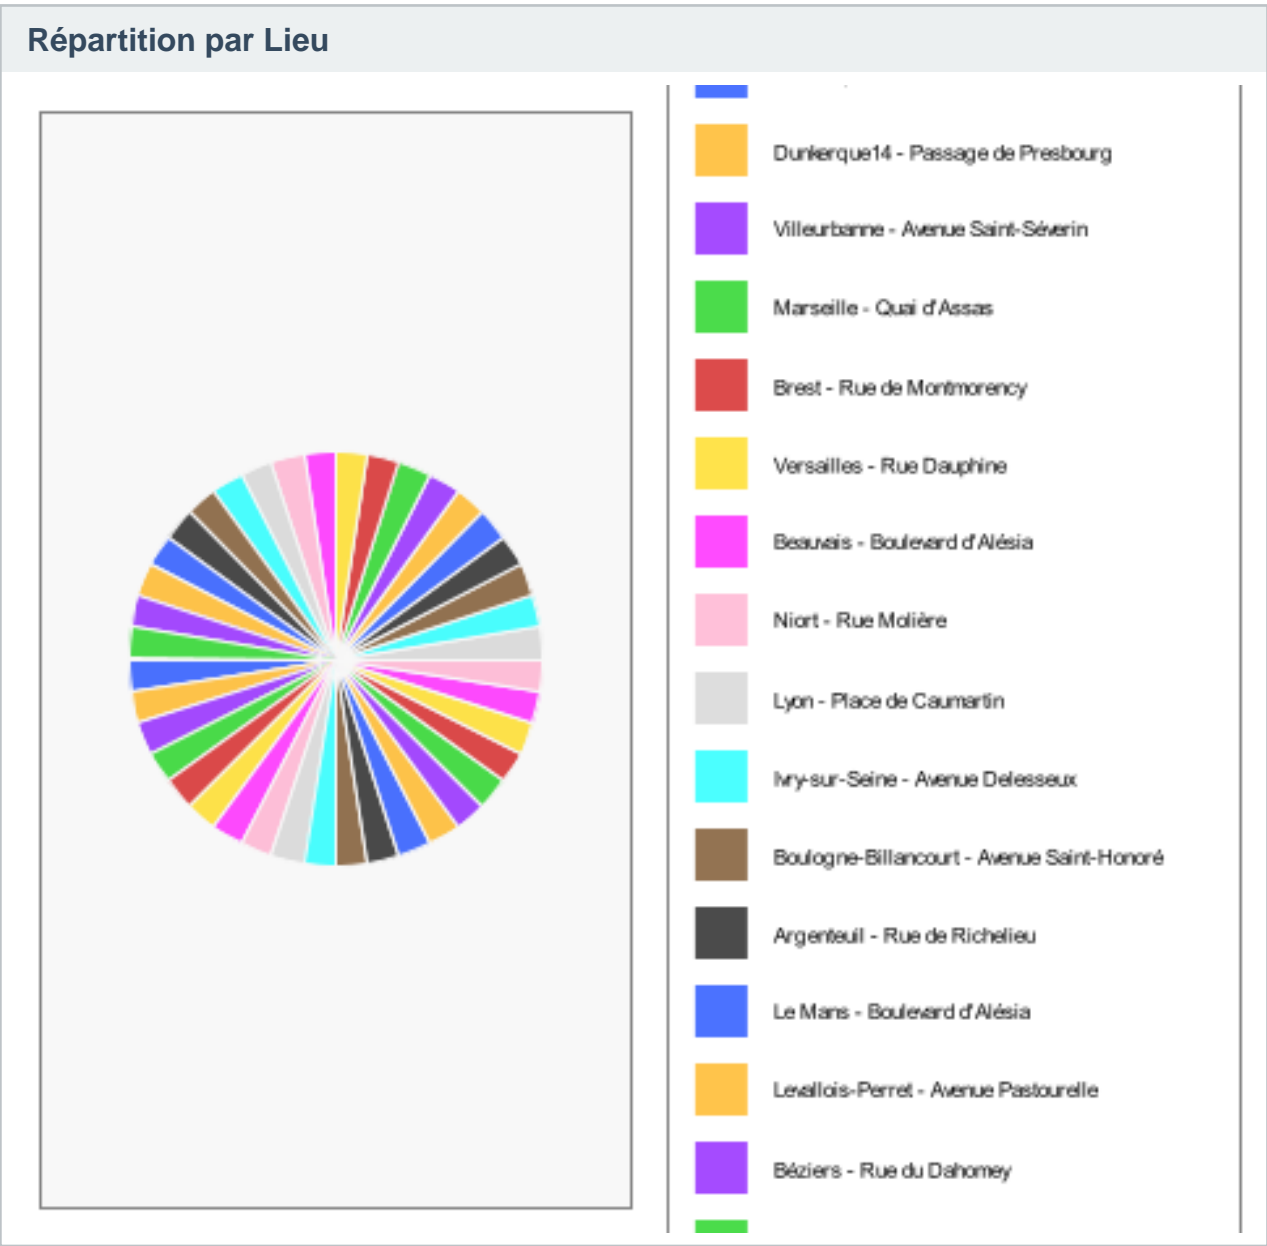 Répartition par Lieu
Dunkerque14 - Passage de Presbourg
Villeurbanne - Avenue Saint-Séverin
Marseille - Quai d'Assas
Brest - Rue de Montmorency
Versailles - Rue Dauphine
Beauvais - Boulevard d'Alésia
Niort - Rue Molière
Lyon - Place de Caumartin
Ivry-sur-Seine - Avenue Delesseux
Boulogne-Billancourt - Avenue Saint-Honoré
Argenteuil - Rue de Richelieu
Le Mans - Boulevard d'Alésia
Levallois-Perret - Avenue Pastourelle
Béziers - Rue du Dahomey